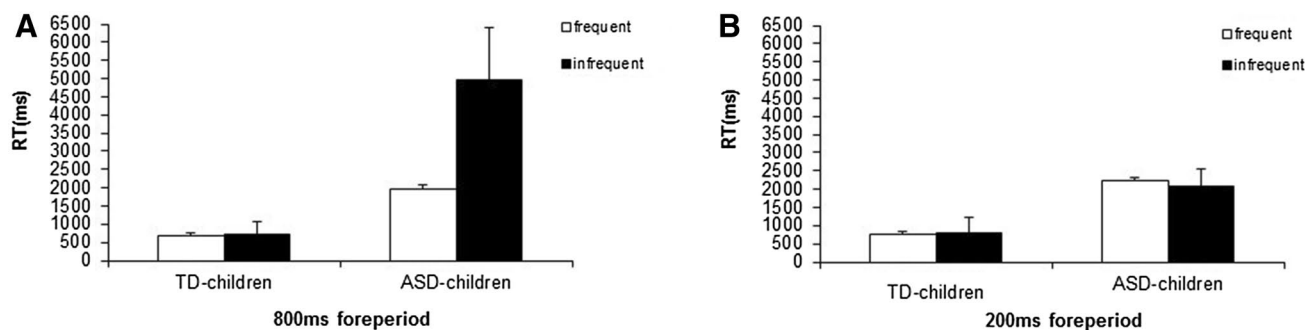 A
RT(ms)
6500
6000
5500
5000
4500
4000
3500
3000
2500
2000
1500
1000
500
0
frequent
infrequent
TD-children
ASD-children
800ms foreperiod
B
RT(ms)
6500
6000
5500
5000
4500
4000
3500
3000
2500
2000
1500
1000
500
0
frequent
infrequent
TD-children
ASD-children
200ms foreperiod